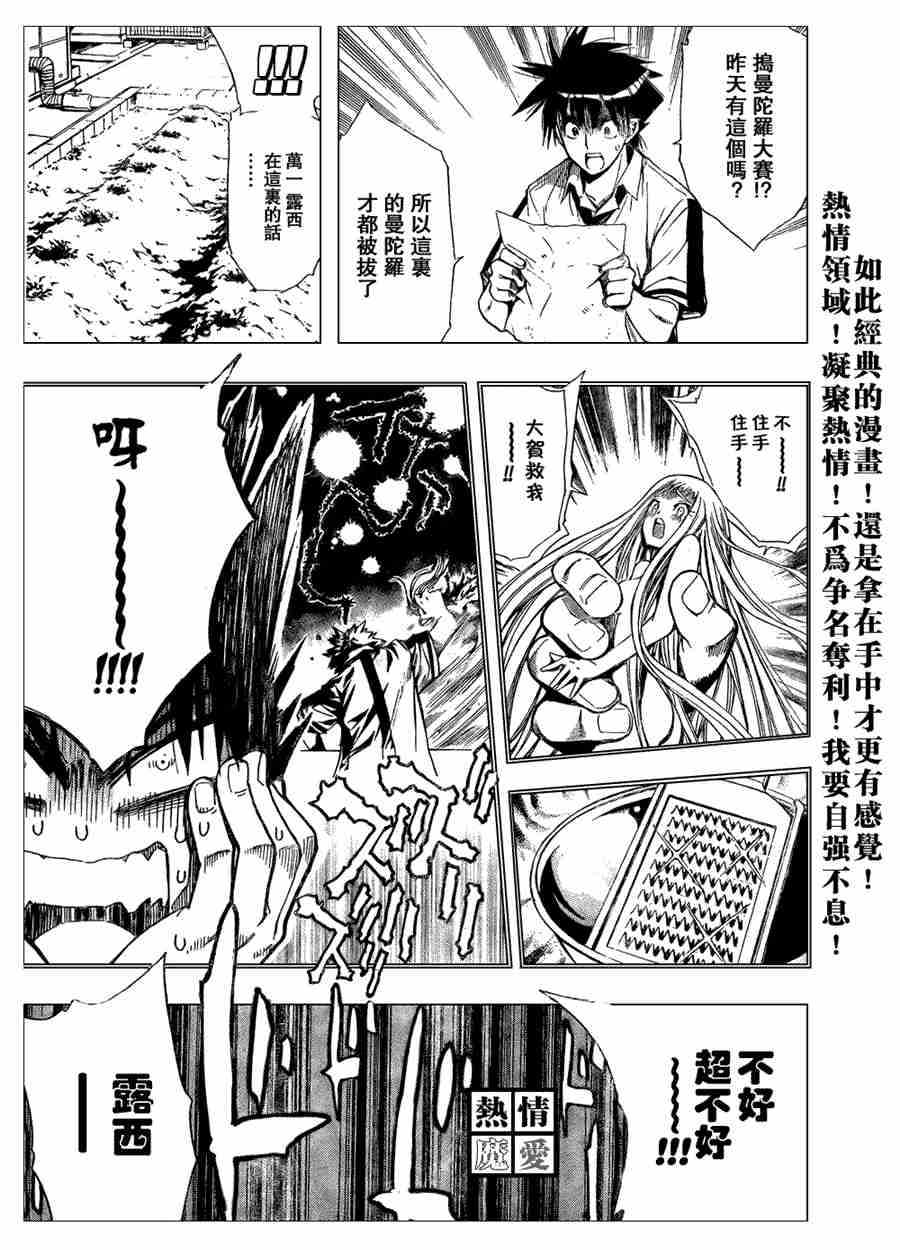 搗曼陀羅大賽!?
昨天有這個嗎？
所以這裏
的曼陀羅
才都被拔了
!!!
萬一 露西
在這裏的話
……
不～～～
住手
住手～
大賀救我
～～～!!
呀～～～～!!!!
不好
超不好
～～～!!!
露西
——
熱情
魔愛
如此經典的漫畫！還是拿在手中才更有感覺！
熱情領域！凝聚熱情！不爲争名奪利！我要自强不息！